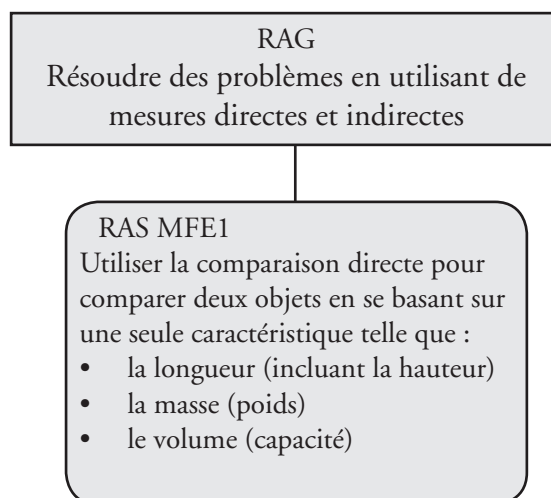 RAG
Résoudre des problèmes en utilisant de
mesures directes et indirectes
RAS MFE1
Utiliser la comparaison directe pour
comparer deux objets en se basant sur
une seule caractéristique telle que :
• la longueur (incluant la hauteur)
• la masse (poids)
• le volume (capacité)